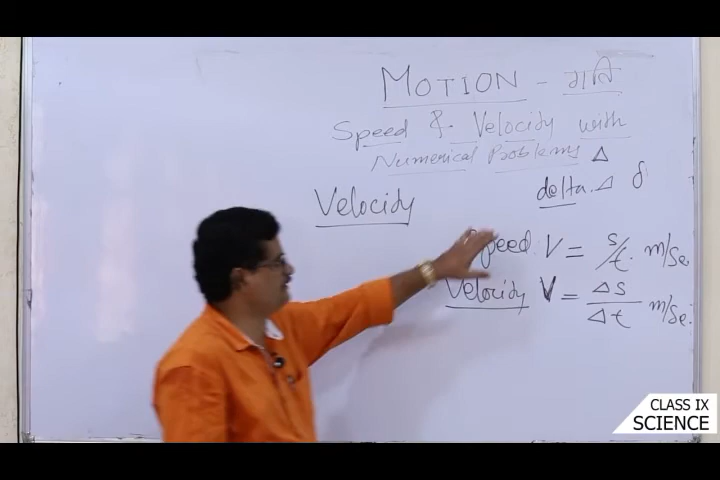 MOTION - गति
Speed & Velocity with
Numerical Problems Δ
delta. Δ δ
Velocity
Speed V = s/t. m/Se.
Velocity V = Δs/Δt m/Se.
CLASS IX
SCIENCE